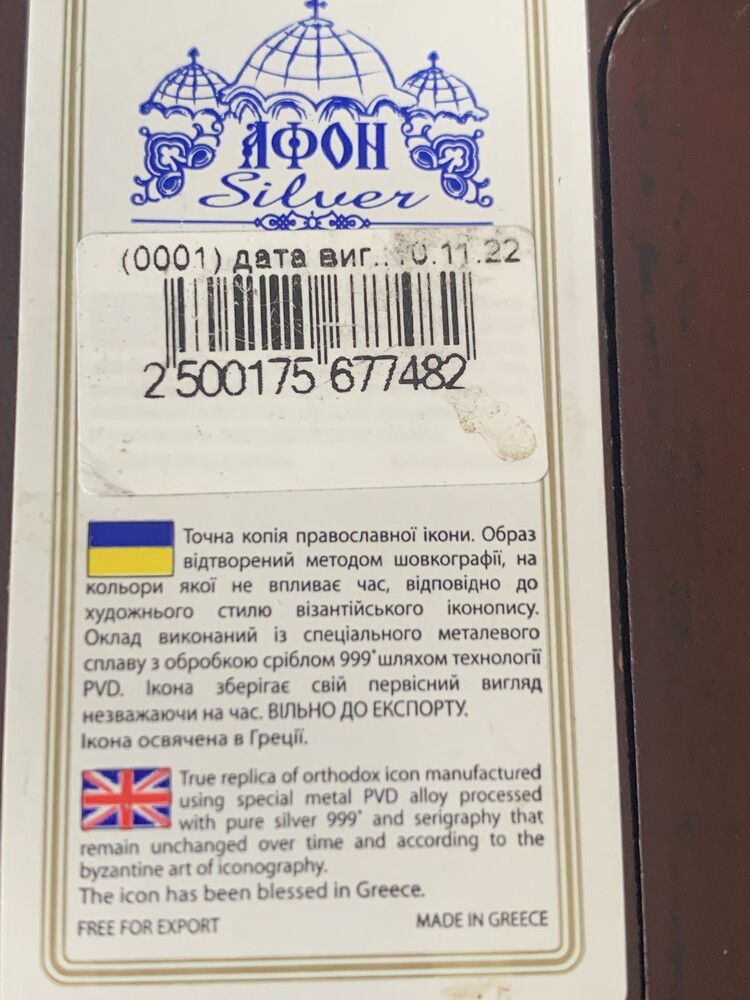 АФОН
Silver
(0001) дата виг.. .0.11.22
2 500175 677482
Точна копія православної ікони. Образ
відтворений методом шовкографії, на
кольори якої не впливає час, відповідно до
художнього стилю візантійського іконопису.
Оклад виконаний із спеціального металевого
сплаву з обробкою сріблом 999˚шляхом технології
PVD. Ікона зберігає свій первісний вигляд
незважаючи на час. ВІЛЬНО ДО ЕКСПОРТУ.
Ікона освячена в Греції.
True replica of orthodox icon manufactured
using special metal PVD alloy processed
with pure silver 999˚ and serigraphy that
remain unchanged over time and according to the
byzantine art of iconography.
The icon has been blessed in Greece.
FREE FOR EXPORT MADE IN GREECE